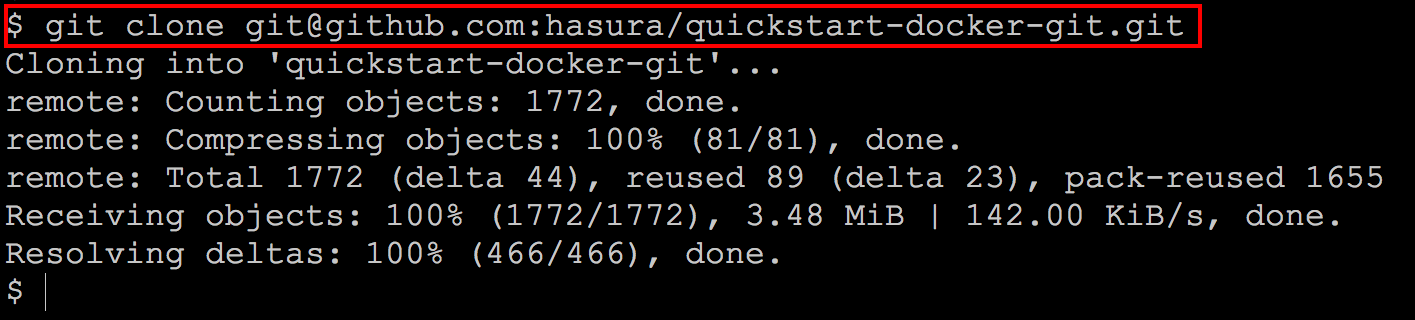 $ git clone git@github.com:hasura/quickstart-docker-git.git
Cloning into 'quickstart-docker-git'...
remote: Counting objects: 1772, done.
remote: Compressing objects: 100% (81/81), done.
remote: Total 1772 (delta 44), reused 89 (delta 23), pack-reused 1655
Receiving objects: 100% (1772/1772), 3.48 MiB | 142.00 KiB/s, done.
Resolving deltas: 100% (466/466), done.
$